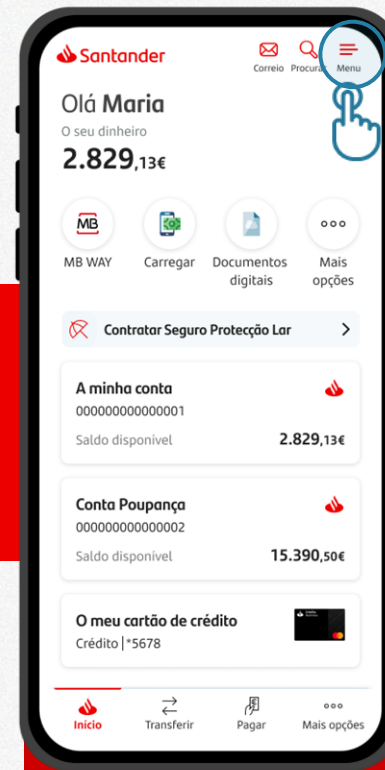 Santander
Correio Procurar Menu
Olá Maria
O seu dinheiro
2.829,13€
MB
MB WAY Carregar Documentos digitais Mais opções
Contratar Seguro Protecção Lar
A minha conta
000000000000001
Saldo disponível 2.829,13€
Conta Poupança
000000000000002
Saldo disponível 15.390,50€
O meu cartão de crédito
Crédito |*5678
Início Transferir Pagar Mais opções